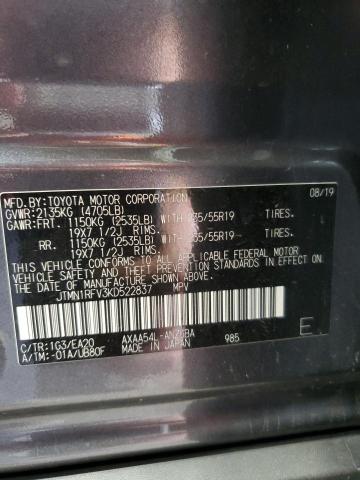 MFD.BY:TOYOTA MOTOR CORPORATION 08/19
GVWR:2135KG (4705LB)
GAWR:FRT. 1150KG (2535LB) WITH 235/55R19 TIRES.
19X7 1/2J RIMS.
RR. 1150KG (2535LB) WITH 235/55R19 TIRES.
19X7 1/2J RIMS.
THIS VEHICLE CONFORMS TO ALL APPLICABLE FEDERAL MOTOR
VEHICLE SAFETY AND THEFT PREVENTION STANDARDS IN EFFECT ON
THE DATE OF MANUFACTURE SHOWN ABOVE.
JTMN1RFV3KD522837 MPV
C/TR:1G3/EA20 AXAA54L-ANZGBA 985 E
A/TM:-01A/UB80F MADE IN JAPAN